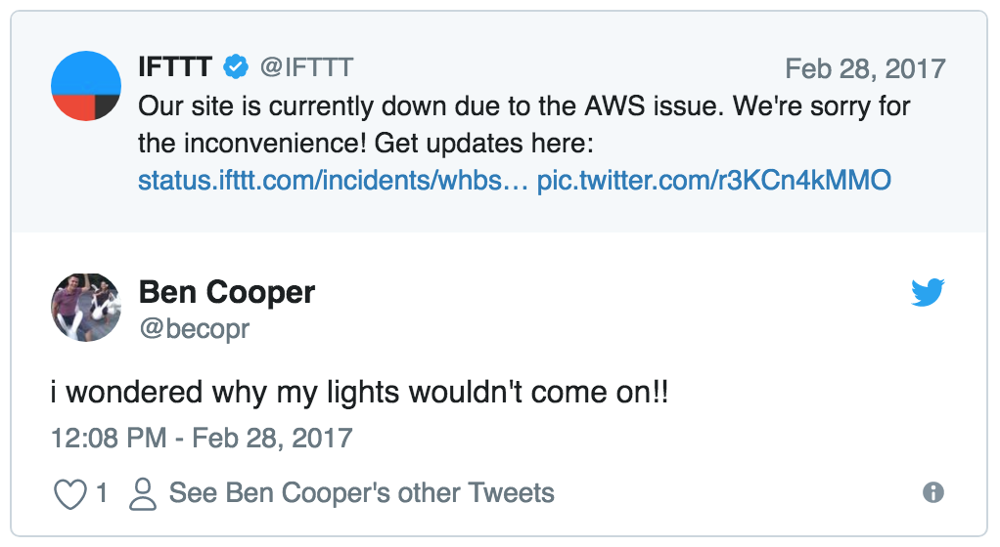 IFTTT @IFTTT Feb 28, 2017
Our site is currently down due to the AWS issue. We're sorry for
the inconvenience! Get updates here:
status.ifttt.com/incidents/whbs… pic.twitter.com/r3KCn4kMMO
Ben Cooper
@becopr
i wondered why my lights wouldn't come on!!
12:08 PM - Feb 28, 2017
1 See Ben Cooper's other Tweets